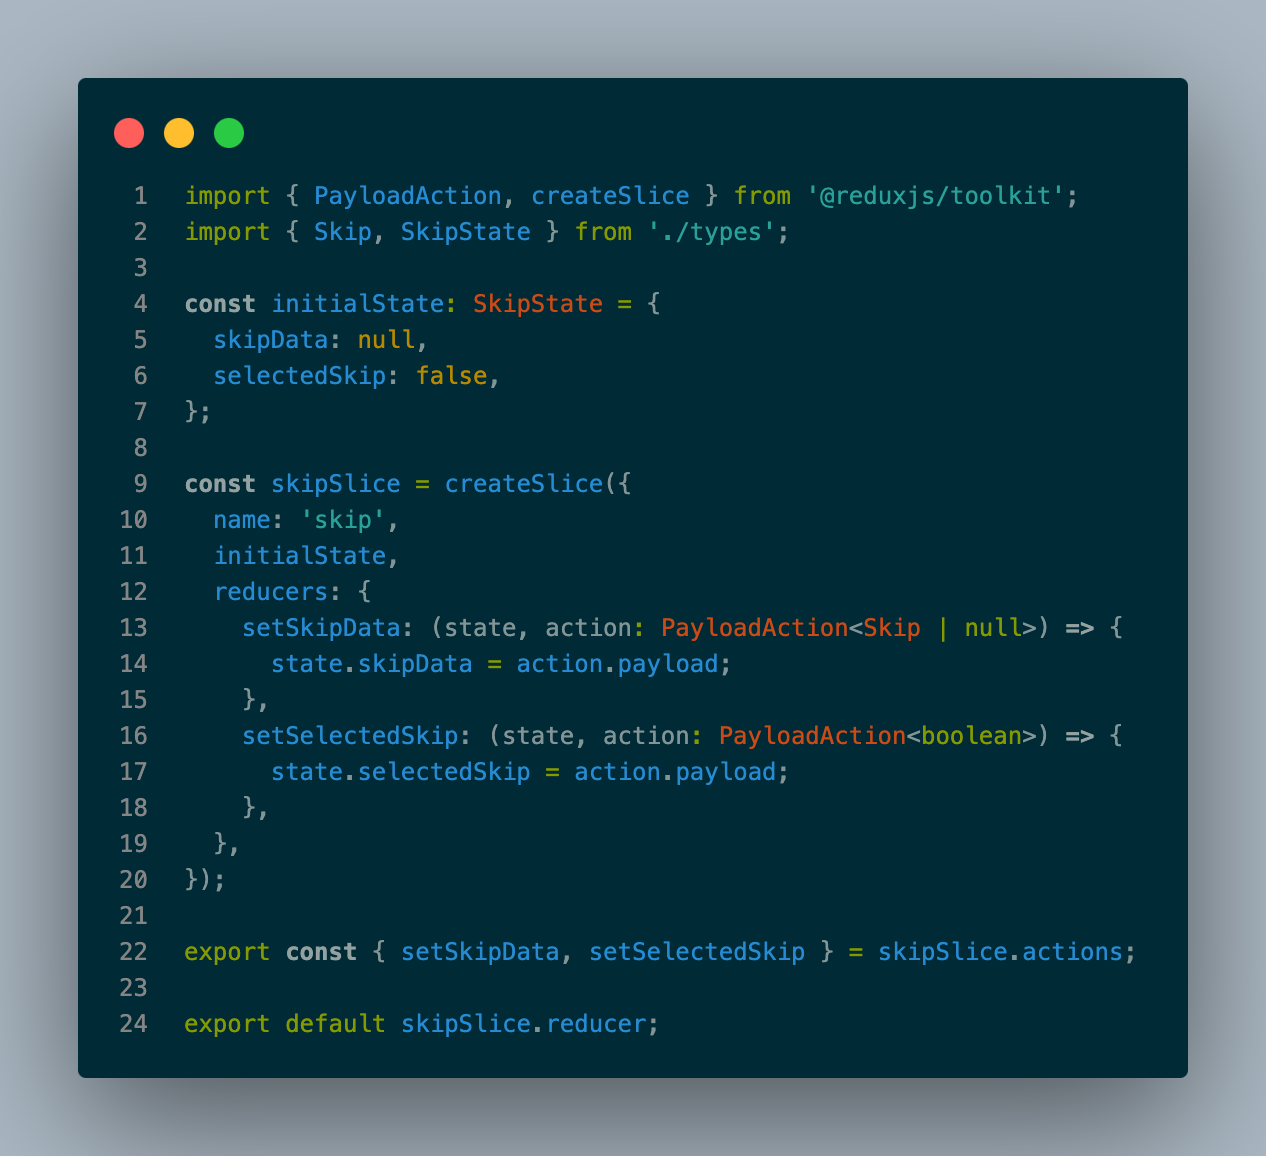 1 import { PayloadAction, createSlice } from '@reduxjs/toolkit';
2 import { Skip, SkipState } from './types';
3
4 const initialState: SkipState = {
5   skipData: null,
6   selectedSkip: false,
7 };
8
9 const skipSlice = createSlice({
10   name: 'skip',
11   initialState,
12   reducers: {
13     setSkipData: (state, action: PayloadAction<Skip | null>) => {
14       state.skipData = action.payload;
15     },
16     setSelectedSkip: (state, action: PayloadAction<boolean>) => {
17       state.selectedSkip = action.payload;
18     },
19   },
20 });
21
22 export const { setSkipData, setSelectedSkip } = skipSlice.actions;
23
24 export default skipSlice.reducer;